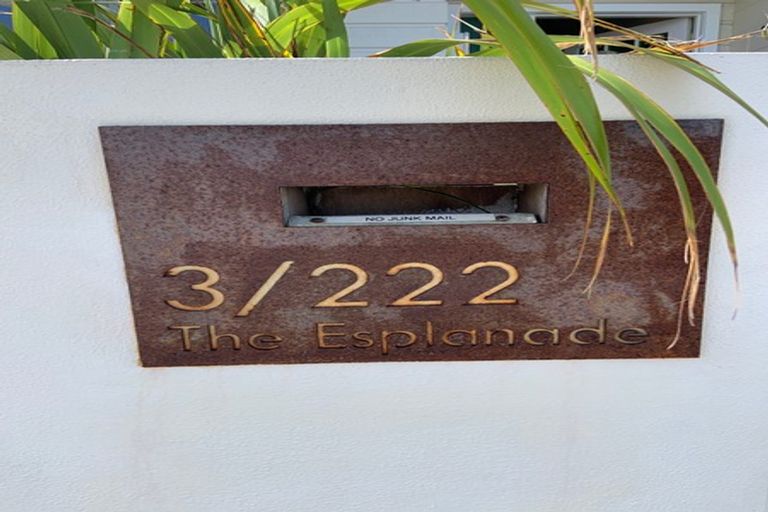 NO JUNK MAIL
3/222
The Esplanade